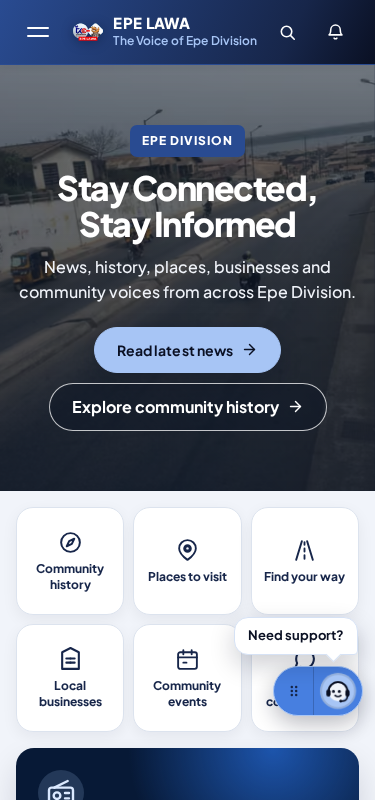 EPE LAWA
The Voice of Epe Division
EPE DIVISION
Stay Connected,
Stay Informed
News, history, places, businesses and
community voices from across Epe Division.
Read latest news
Explore community history
Community
history
Places to visit
Find your way
Local
businesses
Community
events
Need support?